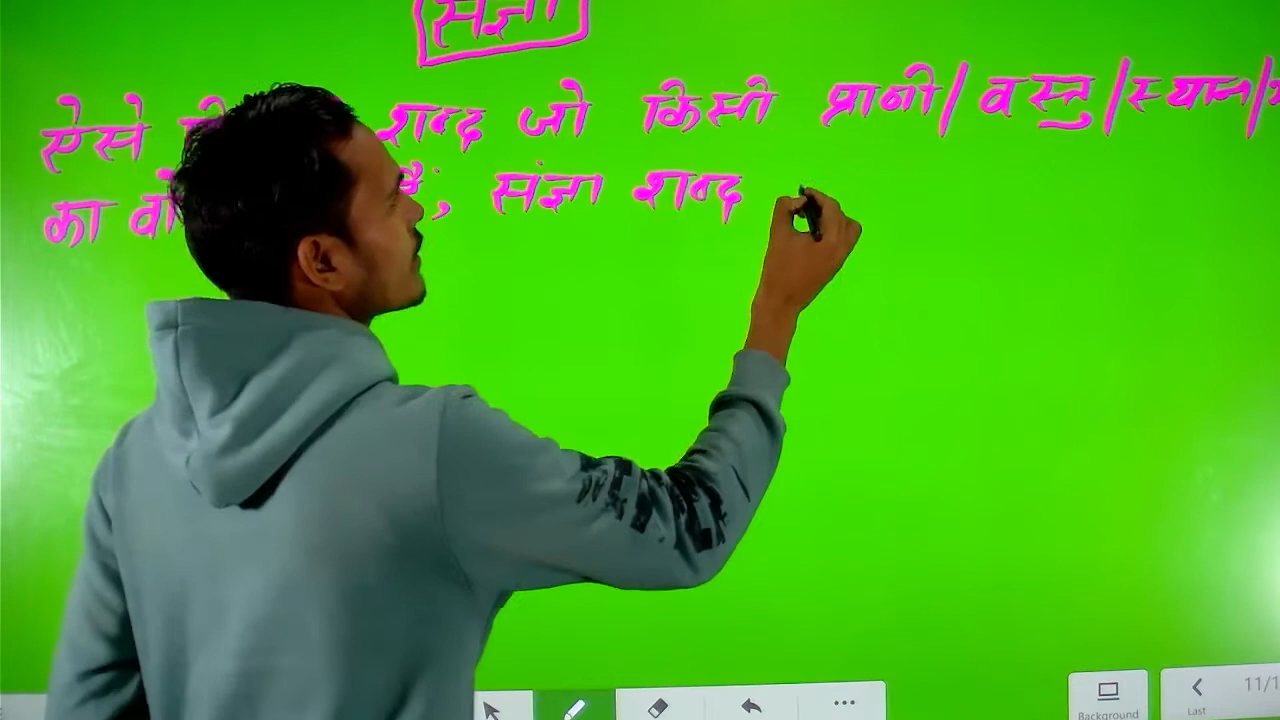 संज्ञा
ऐसे शब्द जो किसी प्रानी/ वस्तु/स्थान/
का संज्ञा शब्द
Background
Last
11/1